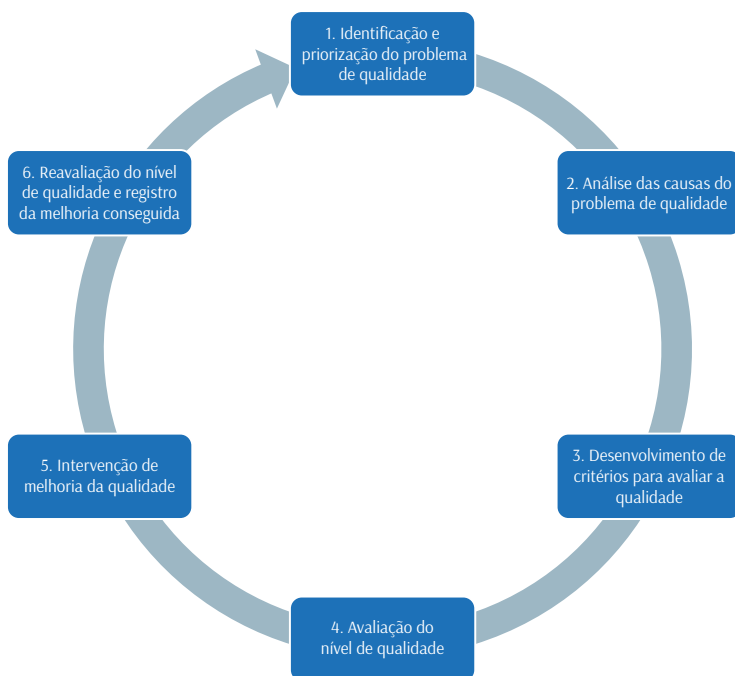 1. Identificação e
priorização do problema
de qualidade
2. Análise das causas do
problema de qualidade
3. Desenvolvimento de
critérios para avaliar a
qualidade
4. Avaliação do
nível de qualidade
5. Intervenção de
melhoria da qualidade
6. Reavaliação do nível
de qualidade e registro
da melhoria conseguida